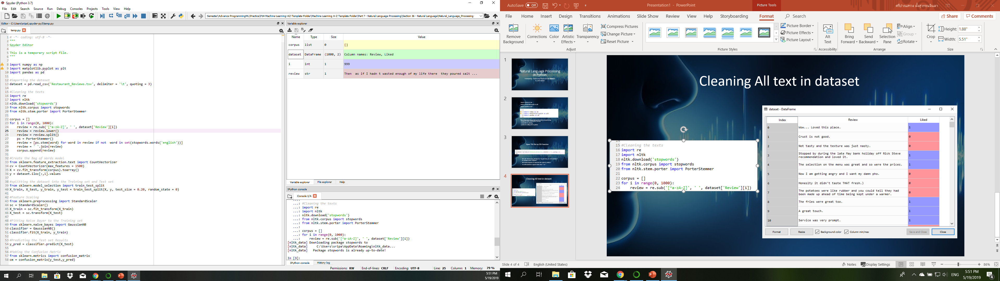 Spyder (Python 3.7)
File Edit Search Source Run Debug Consoles Projects Tools View Help
Semester\Advance ProgrammingML\Practice\P14-Machine-Learning-AZ-Template-Folder\Machine Learning A-Z Template Folder\Part 7 - Natural Language Processing\Section 36 - Natural Language\Natural_Language_Processing
Editor - C:\Users\sripa\.spyder-py3\temp.py
temp.py
1 # -*- coding: utf-8 -*-
2 """
3 Spyder Editor
4
5 This is a temporary script file.
6 """
7
8 import numpy as np
9 import matplotlib.pyplot as plt
10 import pandas as pd
11
12 #importing the dataset
13 dataset = pd.read_csv('Restaurant_Reviews.tsv', delimiter = '\t', quoting = 3)
14
15 #Cleaning the texts
16 import re
17 import nltk
18 nltk.download('stopwords')
19 from nltk.corpus import stopwords
20 from nltk.stem.porter import PorterStemmer
21
22 corpus = []
23 for i in range(0, 1000):
24 review = re.sub('[^a-zA-Z]', ' ', dataset['Review'][i])
25 review = review.lower()
26 review = review.split()
27 ps = PorterStemmer()
28 review = [ps.stem(word) for word in review if not word in set(stopwords.words('english'))]
29 review = ' '.join(review)
30 corpus.append(review)
31
32 #Create the Bag of Words model
33 from sklearn.feature_extraction.text import CountVectorizer
34 cv = CountVectorizer(max_features = 1500)
35 X = cv.fit_transform(corpus).toarray()
36 y = dataset.iloc[:,1].values
37
38 #splitting the dataset into the Training set and Test set
39 from sklearn.model_selection import train_test_split
40 X_train, X_test, y_train, y_test = train_test_split(X, y, test_size = 0.20, random_state = 0)
41
42 #Feature Scaling
43 from sklearn.preprocessing import StandardScaler
44 sc = StandardScaler()
45 X_train = sc.fit_transform(X_train)
46 X_test = sc.transform(X_test)
47
48 #Fitting Naive Bayer to the Training set
49 from sklearn.naive_bayes import GaussianNB
50 classifier = GaussianNB()
51 classifier.fit(X_train, y_train)
52
53 #Predicting the Test set Results
54 y_pred = classifier.predict(X_test)
55
56 #Making the Confusion Matrix
57 from sklearn.metrics import confusion_matrix
58 cm = confusion_matrix(y_test,y_pred)
Variable explorer
Name Type Size Value
corpus list 0 []
dataset DataFrame (1000, 2) Column names: Review, Liked
i int 1 999
review str 1 Then as if I hadn t wasted enough of my life there they poured salt ...
Variable explorer File explorer Help
IPython console
Console 1/A
...:
...: #Cleaning the texts
...: import re
...: import nltk
...: nltk.download('stopwords')
...: from nltk.corpus import stopwords
...: from nltk.stem.porter import PorterStemmer
...:
...: corpus = []
...: for i in range(0, 1000):
...: review = re.sub('[^a-zA-Z]', ' ', dataset['Review'][i])
[nltk_data] Downloading package stopwords to
[nltk_data] C:\Users\sripa\AppData\Roaming\nltk_data...
[nltk_data] Package stopwords is already up-to-date!
In [3]:
IPython console History log
Permissions: RW End-of-lines: CRLF Encoding: UTF-8 Line: 25 Column: 1 Memory: 79 %
5:51 PM
5/19/2019
AutoSave Off Presentation1 - PowerPoint Picture Tools
File Home Insert Design Transitions Animations Slide Show Review View Help Storyboarding Format Search Share Comments
Remove Background Corrections Color Artistic Effects Transparency
Compress Pictures
Change Picture
Reset Picture
Adjust
Picture Border
Picture Effects
Picture Layout
Picture Styles
Alt Text
Accessibility
Bring Forward Send Backward Selection Pane
Align
Group
Rotate
Arrange
Crop
Height: 1.88"
Width: 5.51"
Size
1
Natural Language Processing
in Python
2
3
Open TSV file by CSV function
4
Cleaning All text in dataset
Cleaning All text in dataset
14
15 #Cleaning the texts
16 import re
17 import nltk
18 nltk.download('stopwords')
19 from nltk.corpus import stopwords
20 from nltk.stem.porter import PorterStemmer
21
22 corpus = []
23 for i in range(0, 1000):
24 review = re.sub('[^a-zA-Z]', ' ', dataset['Review'][i])
dataset - DataFrame
Index Review Liked
0 Wow... Loved this place. 1
1 Crust is not good. 0
2 Not tasty and the texture was just nasty. 0
3 Stopped by during the late May bank holiday off Rick Steve recommendation and loved it. 1
4 The selection on the menu was great and so were the prices. 1
5 Now I am getting angry and I want my damn pho. 0
6 Honeslty it didn't taste THAT fresh.) 0
7 The potatoes were like rubber and you could tell they had been made up ahead of time being kept under a warmer. 0
8 The fries were great too. 1
9 A great touch. 1
10 Service was very prompt. 1
Format Resize Background color Column min/max Save and Close Close
Slide 4 of 4 English (United States) Notes Display Settings 86%
ENG
5:51 PM
5/19/2019
4